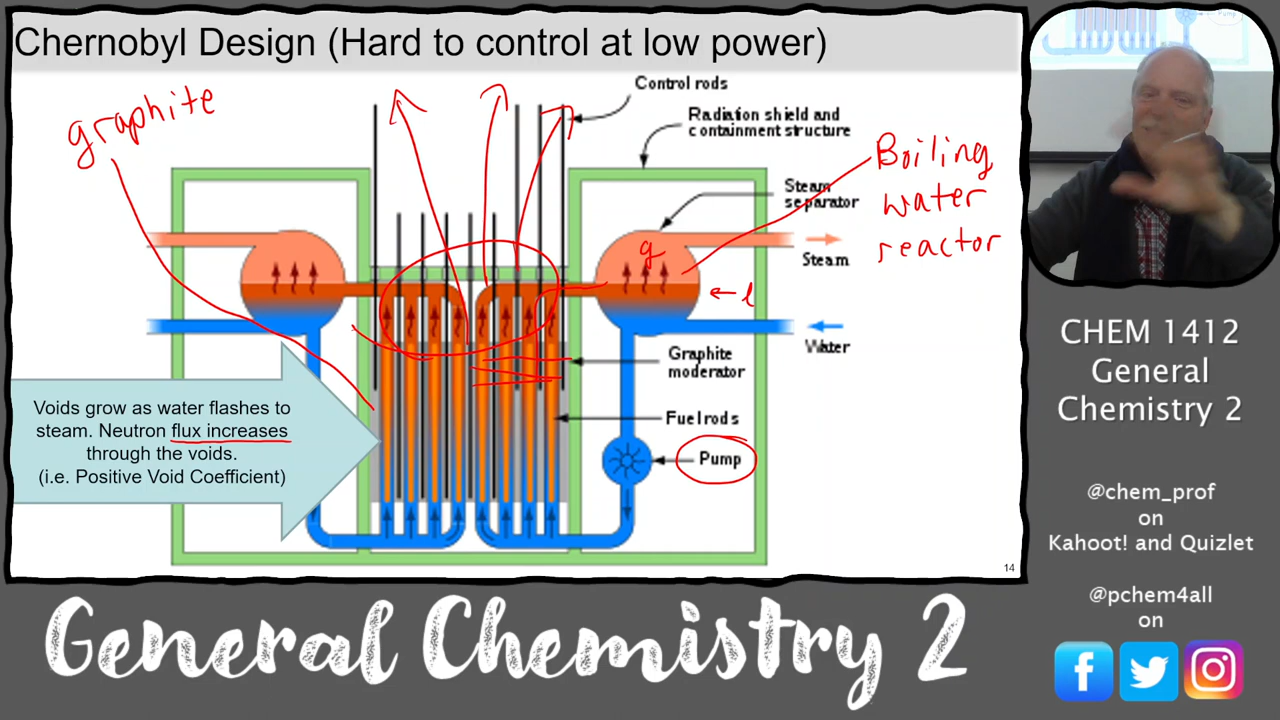 Chernobyl Design (Hard to control at low power)
graphite
Control rods
Radiation shield and
containment structure
Boiling
water
reactor
Steam
separator
g
Steam
← l
Water
Graphite
moderator
Fuel rods
Pump
Voids grow as water flashes to
steam. Neutron flux increases
through the voids.
(i.e. Positive Void Coefficient)
14
CHEM 1412
General
Chemistry 2
@chem_prof
on
Kahoot! and Quizlet
@pchem4all
on
General Chemistry 2